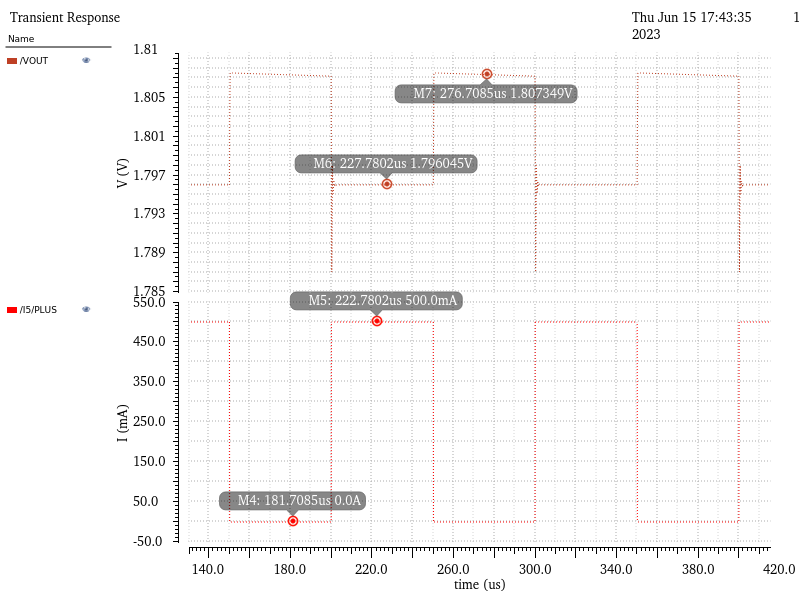 Transient Response
Thu Jun 15 17:43:35 1
2023
Name
/VOUT
1.81
1.805
1.801
1.797
1.793
1.789
1.785
V (V)
M7: 276.7085us 1.807349V
M6: 227.7802us 1.796045V
/I5/PLUS
550.0
450.0
350.0
250.0
150.0
50.0
-50.0
I (mA)
M5: 222.7802us 500.0mA
M4: 181.7085us 0.0A
140.0 180.0 220.0 260.0 300.0 340.0 380.0 420.0
time (us)